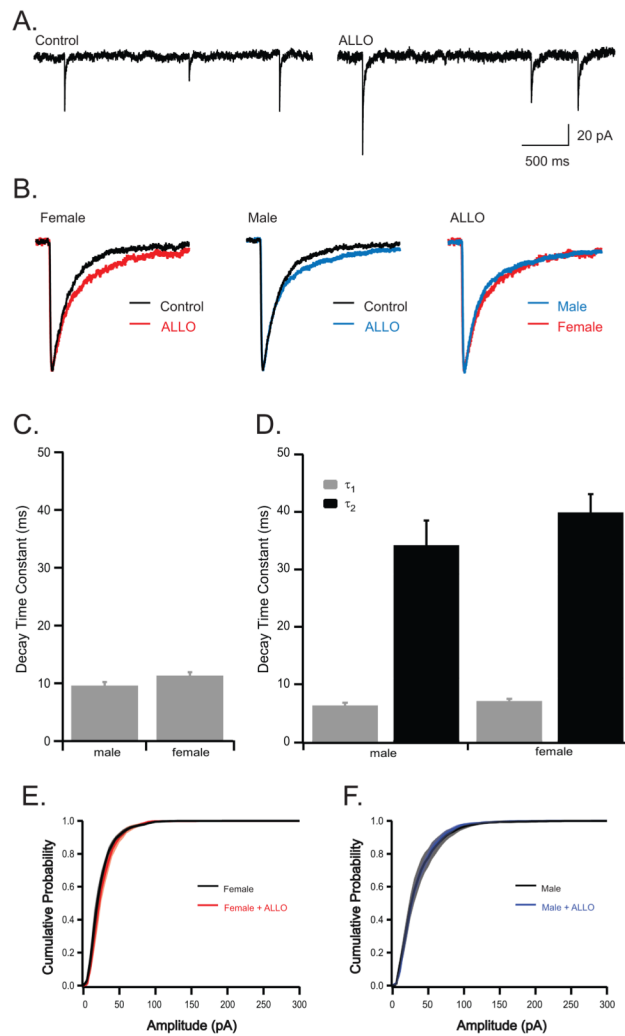 A.
Control
ALLO
20 pA
500 ms
B.
Female
Male
ALLO
Control
ALLO
Control
ALLO
Male
Female
C.
D.
Decay Time Constant (ms)
50
40
30
20
10
0
male
female
Decay Time Constant (ms)
50
40
30
20
10
0
τ1
τ2
male
female
E.
F.
Cumulative Probability
1.0
0.8
0.6
0.4
0.2
0.0
Female
Female + ALLO
0
50
100
150
200
250
300
Amplitude (pA)
Cumulative Probability
1.0
0.8
0.6
0.4
0.2
0.0
Male
Male + ALLO
0
50
100
150
200
250
300
Amplitude (pA)